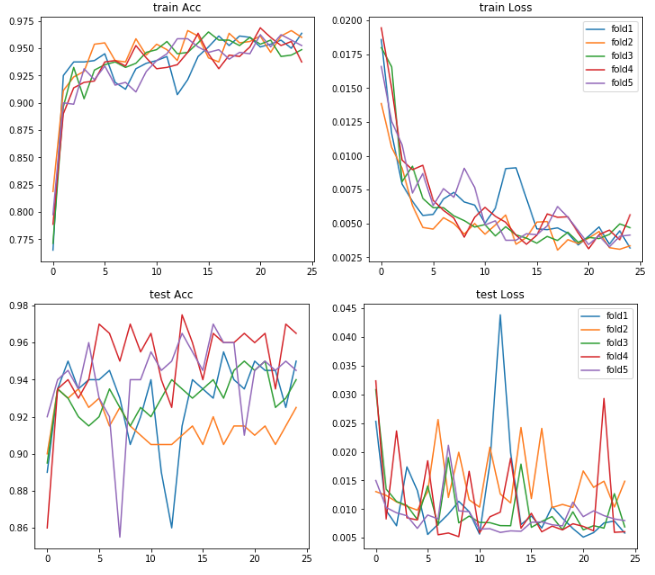 train Acc
0.975
0.950
0.925
0.900
0.875
0.850
0.825
0.800
0.775
0 5 10 15 20 25
train Loss
0.0200
0.0175
0.0150
0.0125
0.0100
0.0075
0.0050
0.0025
0 5 10 15 20 25
fold1
fold2
fold3
fold4
fold5
test Acc
0.98
0.96
0.94
0.92
0.90
0.88
0.86
0 5 10 15 20 25
test Loss
0.045
0.040
0.035
0.030
0.025
0.020
0.015
0.010
0.005
0 5 10 15 20 25
fold1
fold2
fold3
fold4
fold5